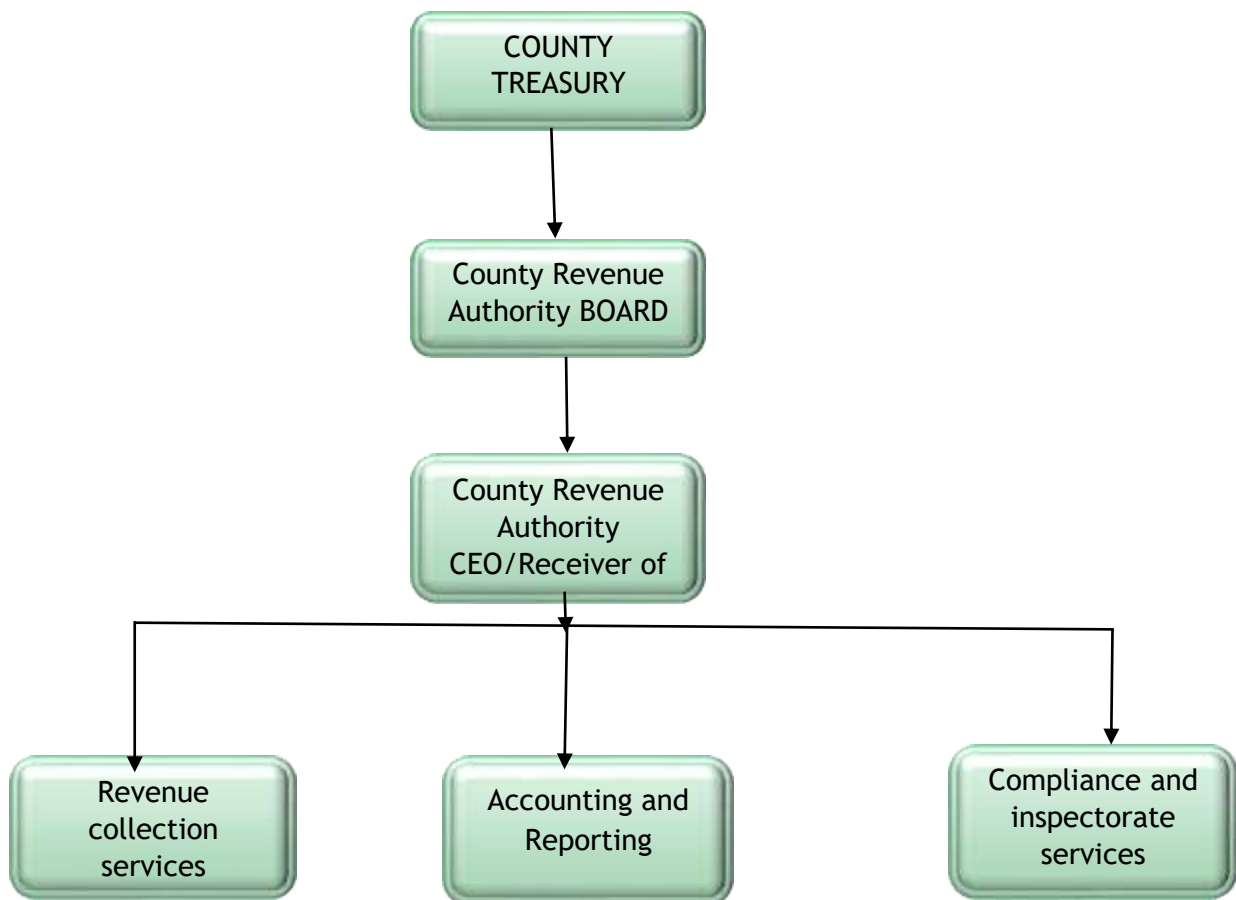 COUNTY
TREASURY
County Revenue
Authority BOARD
County Revenue
Authority
CEO/Receiver of
Revenue
collection
services
Accounting and
Reporting
Compliance and
inspectorate
services